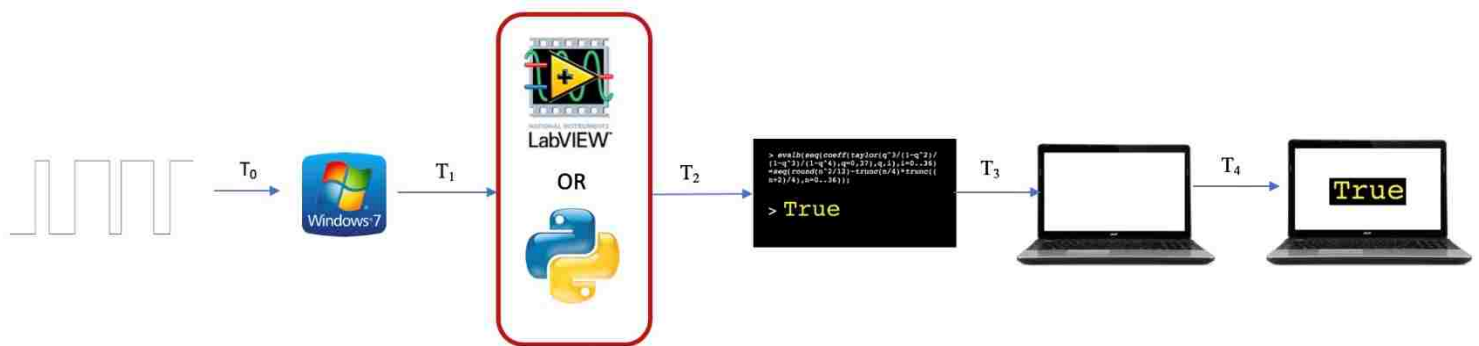 T₀
Windows®7
T₁
NATIONAL INSTRUMENTS
LabVIEW™
OR
T₂
> evalb(seq(coeff(taylor(q^3/(1-q^2)/
(1-q^3)/(1-q^4),q=0,37),q,i),i=0..36)
=seq(round(n^2/12)-trunc(n/4)*trunc((
n+2)/4),n=0..36));
> True
T₃
T₄
True